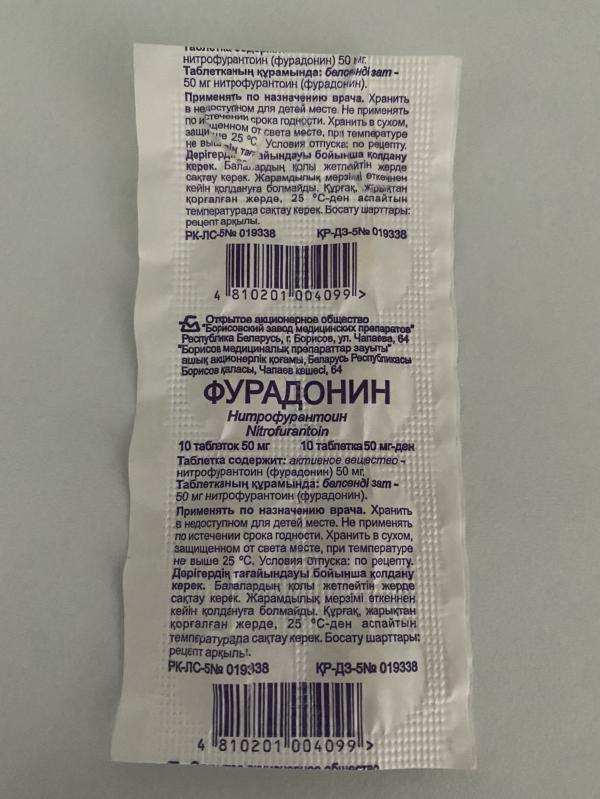 нитрофурантоин (фурадонин) 50 мг.
Таблетканың құрамында: белсенді зат -
50 мг нитрофурантоин (фурадонин).
Применять по назначению врача. Хранить
в недоступном для детей месте. Не применять
по истечении срока годности. Хранить в сухом,
защищенном от света месте, при температуре
не выше 25 °С. Условия отпуска: по рецепту.
тағайындауы бойынша қолдану
керек. Балалардың қолы жетпейтін жерде
сақтау керек. Жарамдылық мерзімі өткеннен
кейін қолдануға болмайды. Құрғақ, жарықтан
қорғалған жерде, 25 °С-ден аспайтын
температурада сақтау керек. Босату шарттары:
рецепт арқылы.
РК-ЛС-5№ 019338 ҚР-ДЗ-5№ 019338
4 810201 004099 >
Открытое акционерное общество
"Борисовский завод медицинских препаратов"
Республика Беларусь, г. Борисов, ул. Чапаева, 64
"Борисов медициналық препараттар зауыты"
ашық акционерлік қоғамы, Беларусь Республикасы
Борисов қаласы, Чапаев көшесі, 64
ФУРАДОНИН
Нитрофурантоин
Nitrofurantoin
10 таблеток 50 мг 10 таблетка 50 мг-ден
Таблетка содержит: активное вещество -
нитрофурантоин (фурадонин) 50 мг.
Таблетканың құрамында: белсенді зат -
50 мг нитрофурантоин (фурадонин).
Применять по назначению врача. Хранить
в недоступном для детей месте. Не применять
по истечении срока годности. Хранить в сухом,
защищенном от света месте, при температуре
не выше 25 °С. Условия отпуска: по рецепту.
Дәрігердің тағайындауы бойынша қолдану
керек. Балалардың қолы жетпейтін жерде
сақтау керек. Жарамдылық мерзімі өткеннен
кейін қолдануға болмайды. Құрғақ, жарықтан
қорғалған жерде, 25 °С-ден аспайтын
температурада сақтау керек. Босату шарттары:
рецепт арқылы.
РК-ЛС-5№ 019338 ҚР-ДЗ-5№ 019338
4 810201 004099 >